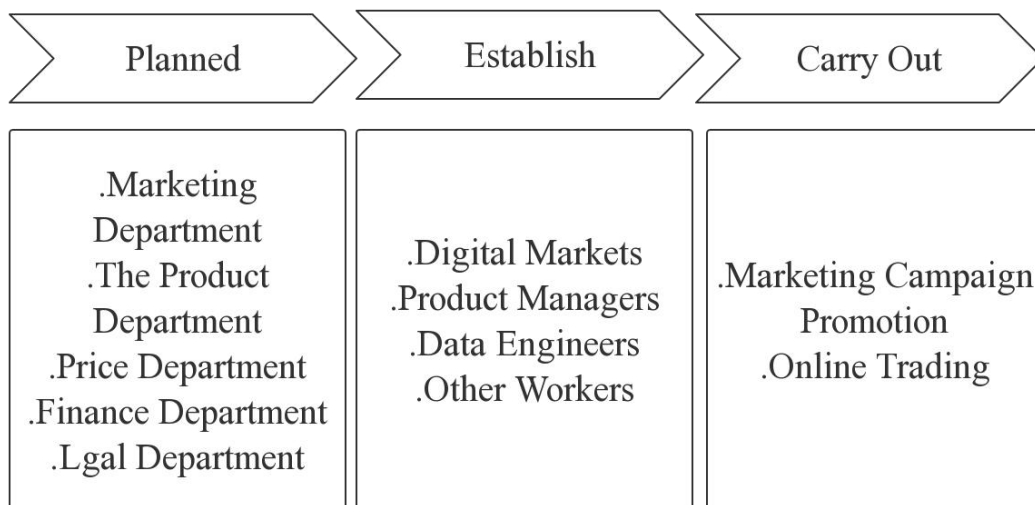 Planned
Establish
Carry Out
.Marketing
Department
.The Product
Department
.Price Department
.Finance Department
.Lgal Department
.Digital Markets
.Product Managers
.Data Engineers
.Other Workers
.Marketing Campaign
Promotion
.Online Trading